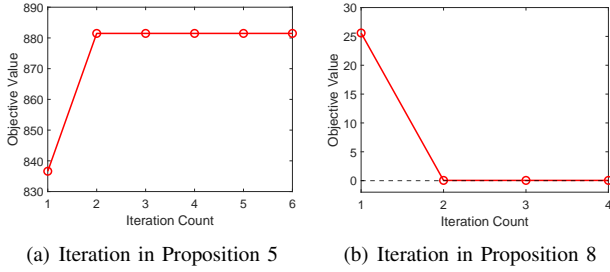 890
880
870
860
850
840
830
Objective Value
1 2 3 4 5 6
Iteration Count
(a) Iteration in Proposition 5
30
25
20
15
10
5
0
Objective Value
1 2 3 4
Iteration Count
(b) Iteration in Proposition 8